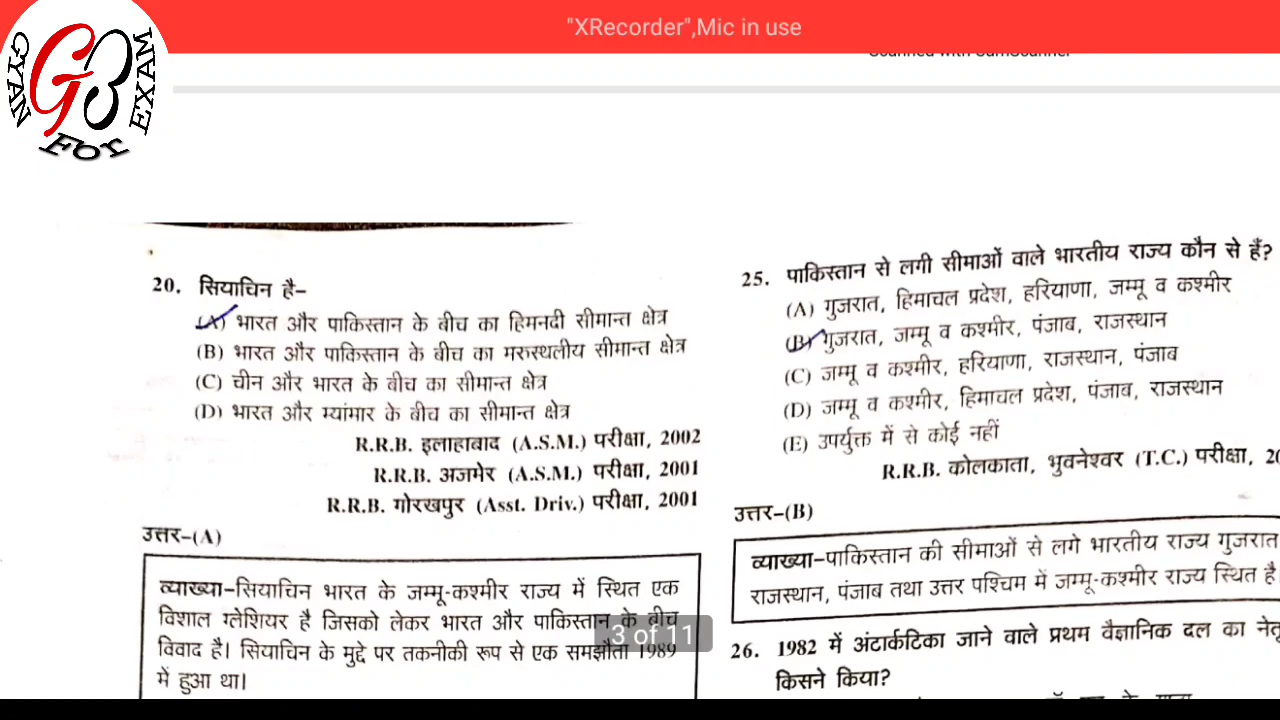 "XRecorder",Mic in use
GYAN
G3
For
EXAM
20. सियाचिन है–
(A) भारत और पाकिस्तान के बीच का हिमनदी सीमान्त क्षेत्र
(B) भारत और पाकिस्तान के बीच का मरुस्थलीय सीमान्त क्षेत्र
(C) चीन और भारत के बीच का सीमान्त क्षेत्र
(D) भारत और म्यांमार के बीच का सीमान्त क्षेत्र
R.R.B. इलाहाबाद (A.S.M.) परीक्षा, 2002
R.R.B. अजमेर (A.S.M.) परीक्षा, 2001
R.R.B. गोरखपुर (Asst. Driv.) परीक्षा, 2001
उत्तर–(A)
व्याख्या–सियाचिन भारत के जम्मू-कश्मीर राज्य में स्थित एक
विशाल ग्लेशियर है जिसको लेकर भारत और पाकिस्तान के बीच
विवाद है। सियाचिन के मुद्दे पर तकनीकी रूप से एक समझौता 1989
में हुआ था।
3 of 11
25. पाकिस्तान से लगी सीमाओं वाले भारतीय राज्य कौन से हैं?
(A) गुजरात, हिमाचल प्रदेश, हरियाणा, जम्मू व कश्मीर
(B) गुजरात, जम्मू व कश्मीर, पंजाब, राजस्थान
(C) जम्मू व कश्मीर, हरियाणा, राजस्थान, पंजाब
(D) जम्मू व कश्मीर, हिमाचल प्रदेश, पंजाब, राजस्थान
(E) उपर्युक्त में से कोई नहीं
R.R.B. कोलकाता, भुवनेश्वर (T.C.) परीक्षा,
उत्तर–(B)
व्याख्या–पाकिस्तान की सीमाओं से लगे भारतीय राज्य गुजरात
राजस्थान, पंजाब तथा उत्तर पश्चिम में जम्मू-कश्मीर राज्य स्थित है।
26. 1982 में अंटार्कटिका जाने वाले प्रथम वैज्ञानिक दल का
किसने किया?